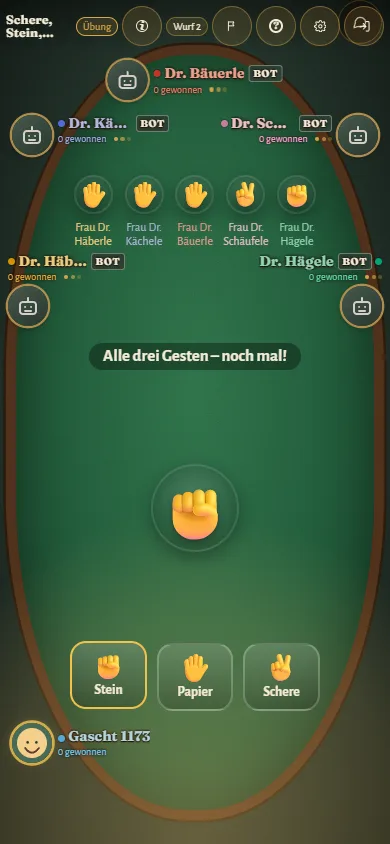 Schere,
Stein,...
Übung
Wurf 2
Dr. Bäuerle BOT
0 gewonnen
Dr. Kä... BOT
0 gewonnen
Dr. Sc... BOT
0 gewonnen
Frau Dr.
Häberle
Frau Dr.
Kächele
Frau Dr.
Bäuerle
Frau Dr.
Schäufele
Frau Dr.
Hägele
Dr. Häb... BOT
0 gewonnen
Dr. Hägele BOT
0 gewonnen
Alle drei Gesten – noch mal!
Stein
Papier
Schere
Gascht 1173
0 gewonnen